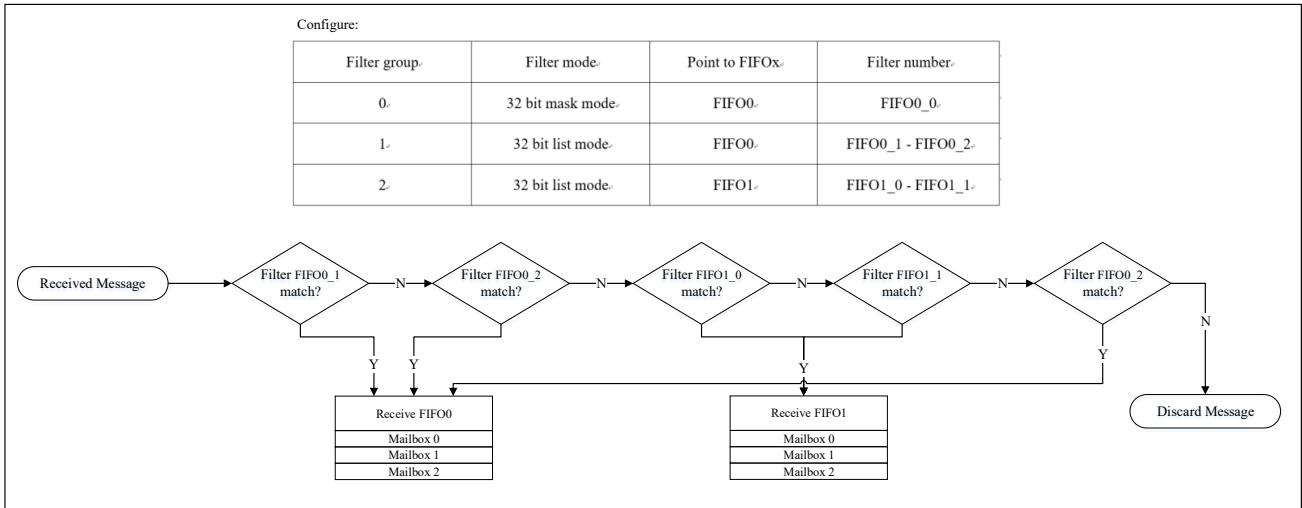 Configure:
Filter group Filter mode Point to FIFOx Filter number
0 32 bit mask mode FIFO0 FIFO0_0
1 32 bit list mode FIFO0 FIFO0_1 - FIFO0_2
2 32 bit list mode FIFO1 FIFO1_0 - FIFO1_1
Received Message
Filter FIFO0_1
match?
N
Filter FIFO0_2
match?
N
Filter FIFO1_0
match?
N
Filter FIFO1_1
match?
N
Filter FIFO0_2
match?
N
Y
Y
Y
Y
Receive FIFO0
Mailbox 0
Mailbox 1
Mailbox 2
Receive FIFO1
Mailbox 0
Mailbox 1
Mailbox 2
Discard Message